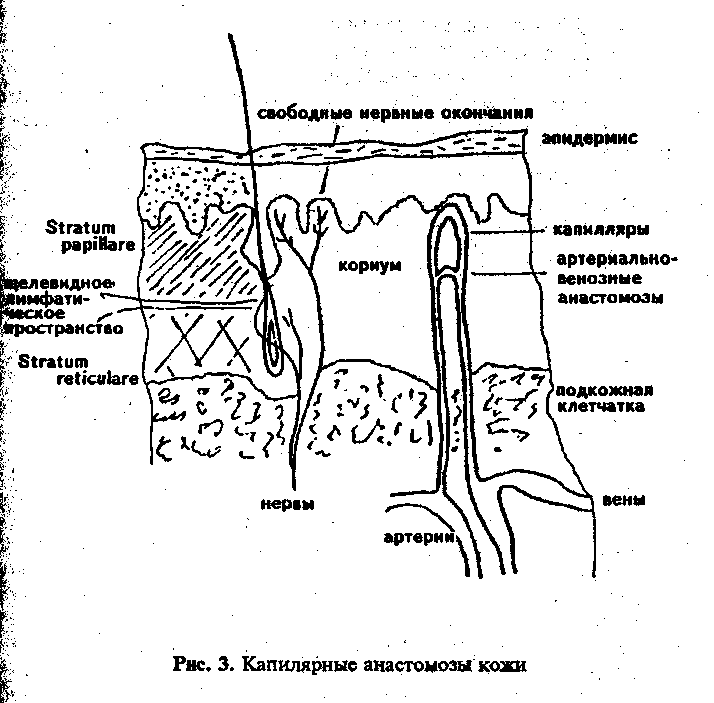 свободные нервные окончания
эпидермис
Stratum
papillare
капилляры
кориум
артериально-
венозные
анастомозы
щелевидное
лимфати-
ческое
пространство
Stratum
reticulare
подкожная
клетчатка
нервы
вены
артерии
Рис. 3. Капилярные анастомозы кожи